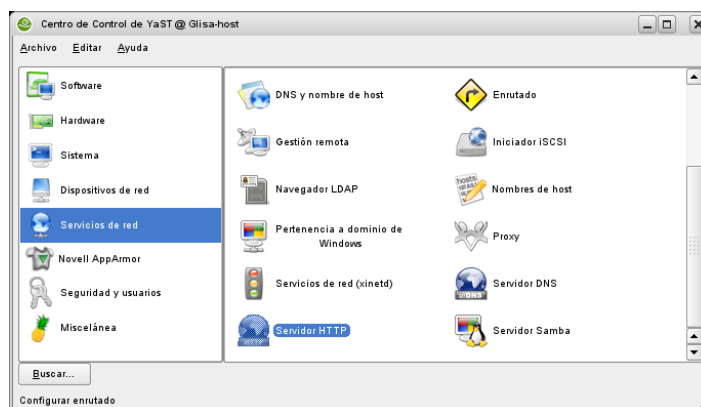 Centro de Control de YaST @ Glisa-host
Archivo Editar Ayuda
Software
Hardware
Sistema
Dispositivos de red
Servicios de red
Novell AppArmor
Seguridad y usuarios
Miscelánea
DNS y nombre de host
Enrutado
Gestión remota
Iniciador iSCSI
Navegador LDAP
Nombres de host
Pertenencia a dominio de
Windows
Proxy
Servicios de red (xinetd)
Servidor DNS
Servidor HTTP
Servidor Samba
Buscar...
Configurar enrutado